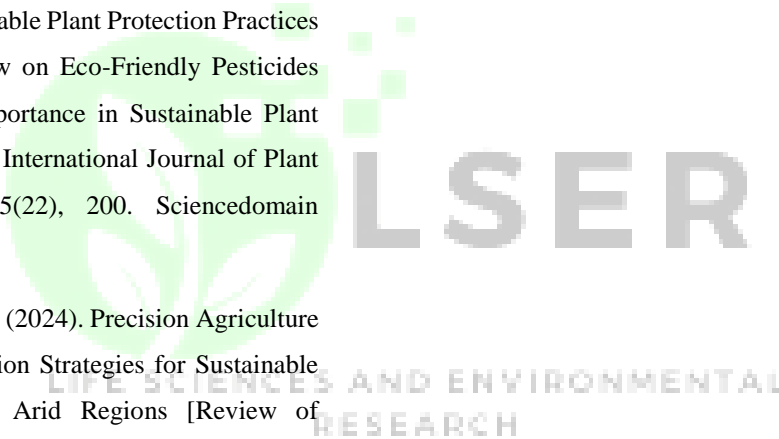 able Plant Protection Practices
w on Eco-Friendly Pesticides
portance in Sustainable Plant
International Journal of Plant
5(22), 200. Sciencedomain
LSER
(2024). Precision Agriculture
ion Strategies for Sustainable
Arid Regions [Review of
LIFE SCIENCES AND ENVIRONMENTAL
RESEARCH